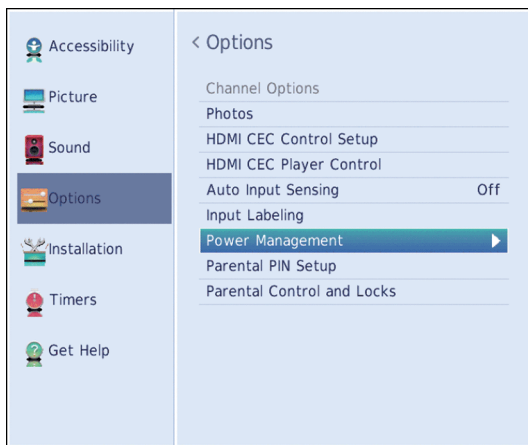 Accessibility
Picture
Sound
Options
Installation
Timers
Get Help
< Options
Channel Options
Photos
HDMI CEC Control Setup
HDMI CEC Player Control
Auto Input Sensing Off
Input Labeling
Power Management
Parental PIN Setup
Parental Control and Locks